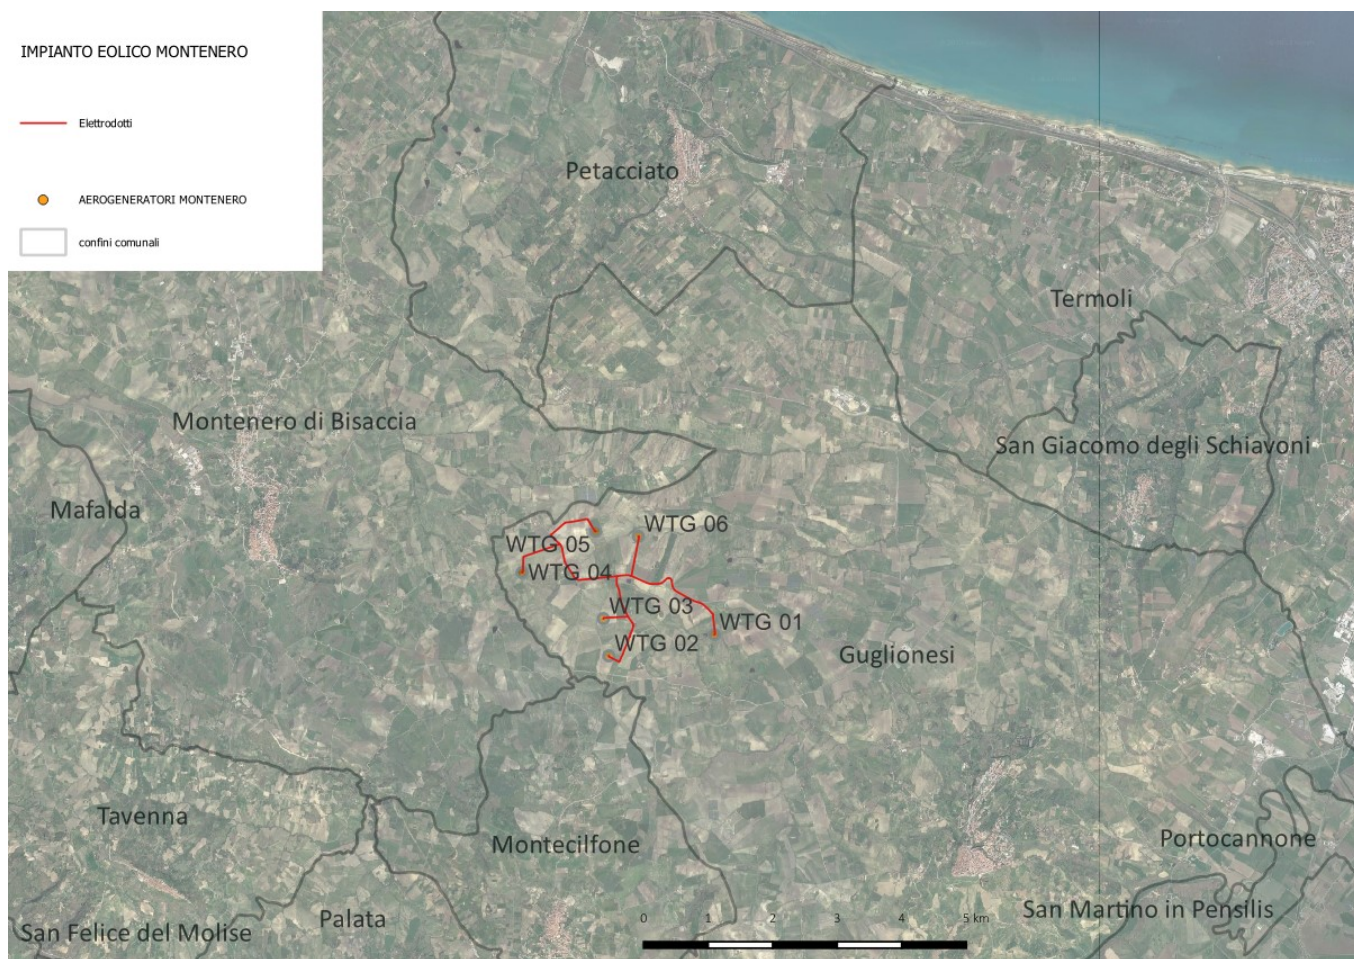 IMPIANTO EOLICO MONTENERO
Elettrodotti
AEROGENERATORI MONTENERO
confini comunali
Petacciato
Termoli
Montenero di Bisaccia
San Giacomo degli Schiavoni
Mafalda
WTG 06
WTG 05
WTG 04
WTG 03
WTG 01
WTG 02
Guglionesi
Tavenna
Montecilfone
Portocannone
San Martino in Pensilis
Palata
San Felice del Molise
0 1 2 3 4 5 km